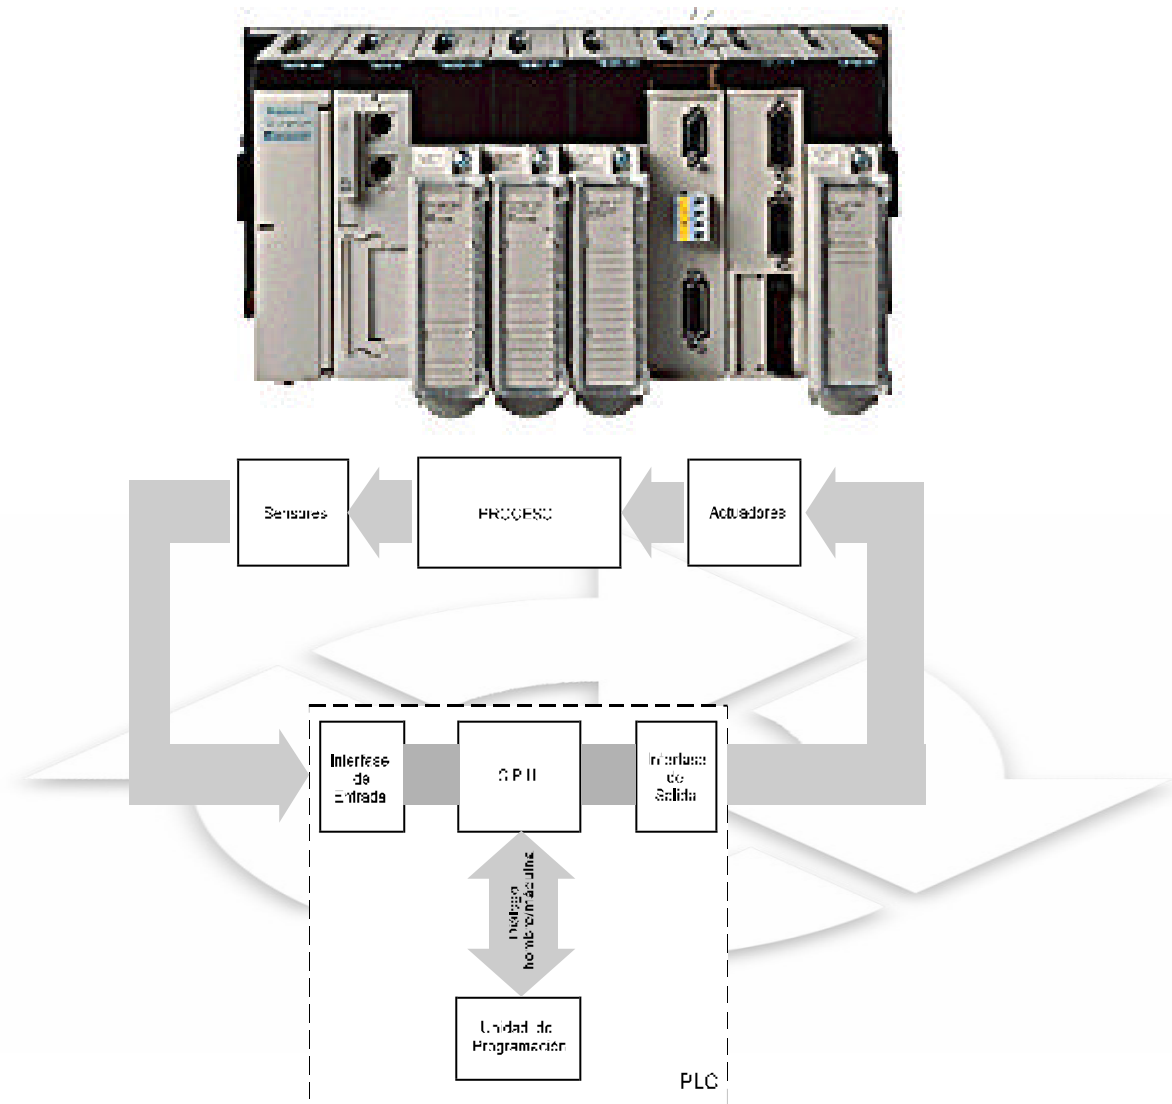 Sensores
PROCESO
Actuadores
Interfase
de
Entrada
C P U
Interfase
de
Salida
Diálogo
hombre/máquina
Unidad de
Programación
PLC